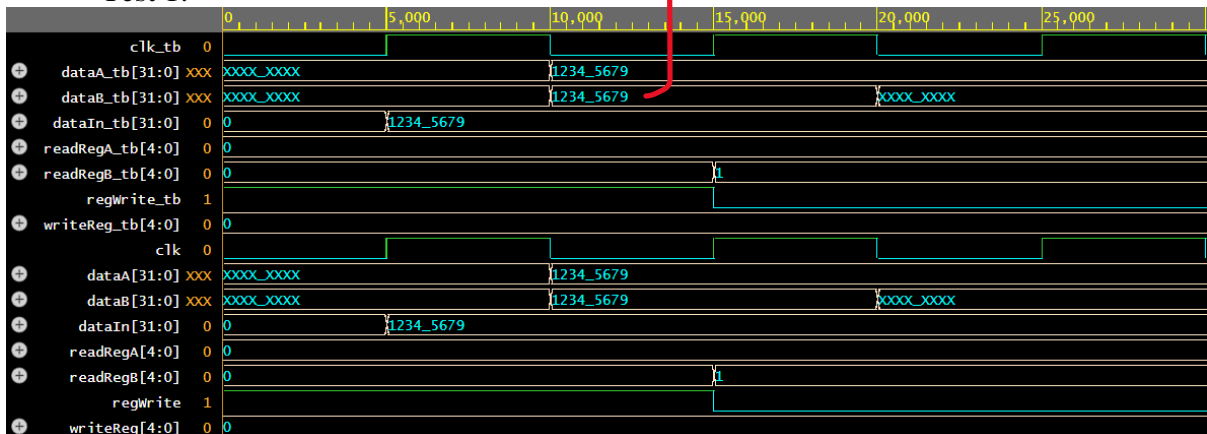 0 5,000 10,000 15,000 20,000 25,000
clk_tb 0
dataA_tb[31:0] XXX XXXX_XXXX 1234_5679
dataB_tb[31:0] XXX XXXX_XXXX 1234_5679 XXXX_XXXX
dataIn_tb[31:0] 0 0 1234_5679
readRegA_tb[4:0] 0 0
readRegB_tb[4:0] 0 0 1
regWrite_tb 1
writeReg_tb[4:0] 0 0
clk 0
dataA[31:0] XXX XXXX_XXXX 1234_5679
dataB[31:0] XXX XXXX_XXXX 1234_5679 XXXX_XXXX
dataIn[31:0] 0 0 1234_5679
readRegA[4:0] 0 0
readRegB[4:0] 0 0 1
regWrite 1
writeReg[4:0] 0 0